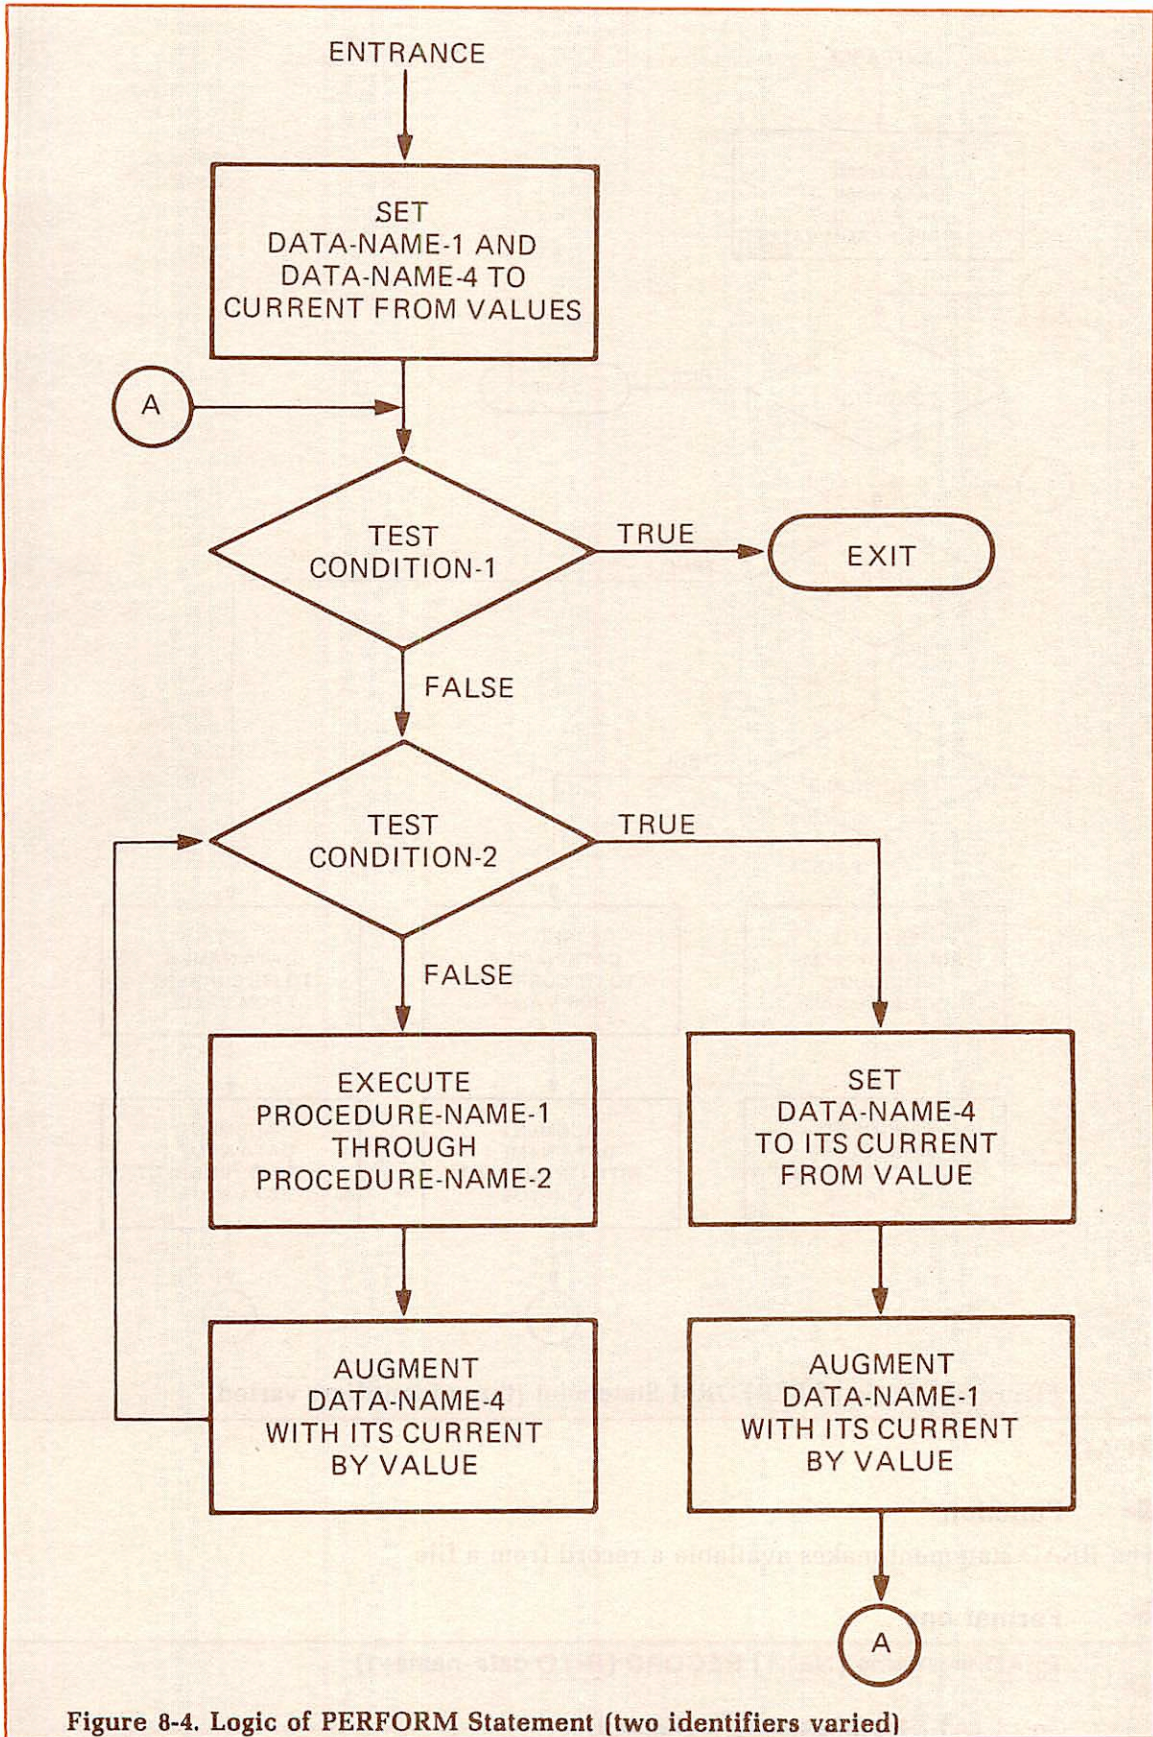 ENTRANCE
SET
DATA-NAME-1 AND
DATA-NAME-4 TO
CURRENT FROM VALUES
A
TEST
CONDITION-1
TRUE
EXIT
FALSE
TEST
CONDITION-2
TRUE
FALSE
EXECUTE
PROCEDURE-NAME-1
THROUGH
PROCEDURE-NAME-2
SET
DATA-NAME-4
TO ITS CURRENT
FROM VALUE
AUGMENT
DATA-NAME-4
WITH ITS CURRENT
BY VALUE
AUGMENT
DATA-NAME-1
WITH ITS CURRENT
BY VALUE
A
Figure 8-4. Logic of PERFORM Statement (two identifiers varied)